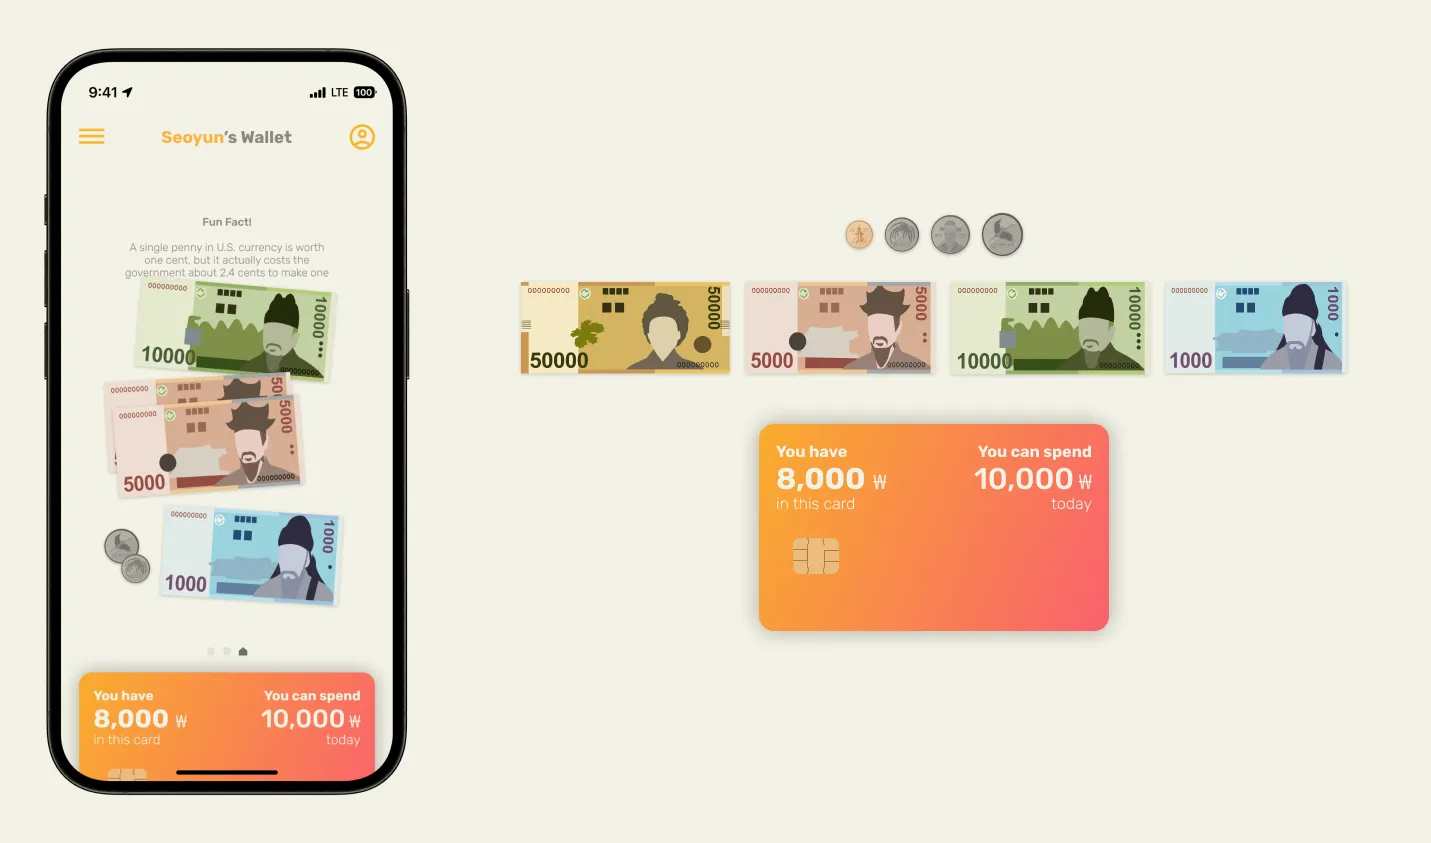 9:41
LTE 100
Seoyun's Wallet
Fun Fact!
A single penny in U.S. currency is worth
one cent, but it actually costs the
government about 2.4 cents to make one
000000000
10000
10000
000000000
000000000
50
000000000
5000
5000
000000000
000000000
1000
1000
You have
8,000 ₩
in this card
You can spend
10,000 ₩
today
000000000
50000
50000
000000000
000000000
5000
5000
000000000
000000000
10000
10000
000000000
000000000
1000
1000
You have
8,000 ₩
in this card
You can spend
10,000 ₩
today